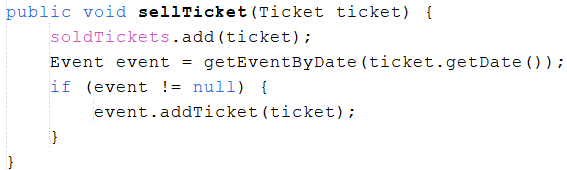 public void sellTicket(Ticket ticket) {
    soldTickets.add(ticket);
    Event event = getEventByDate(ticket.getDate());
    if (event != null) {
        event.addTicket(ticket);
    }
}